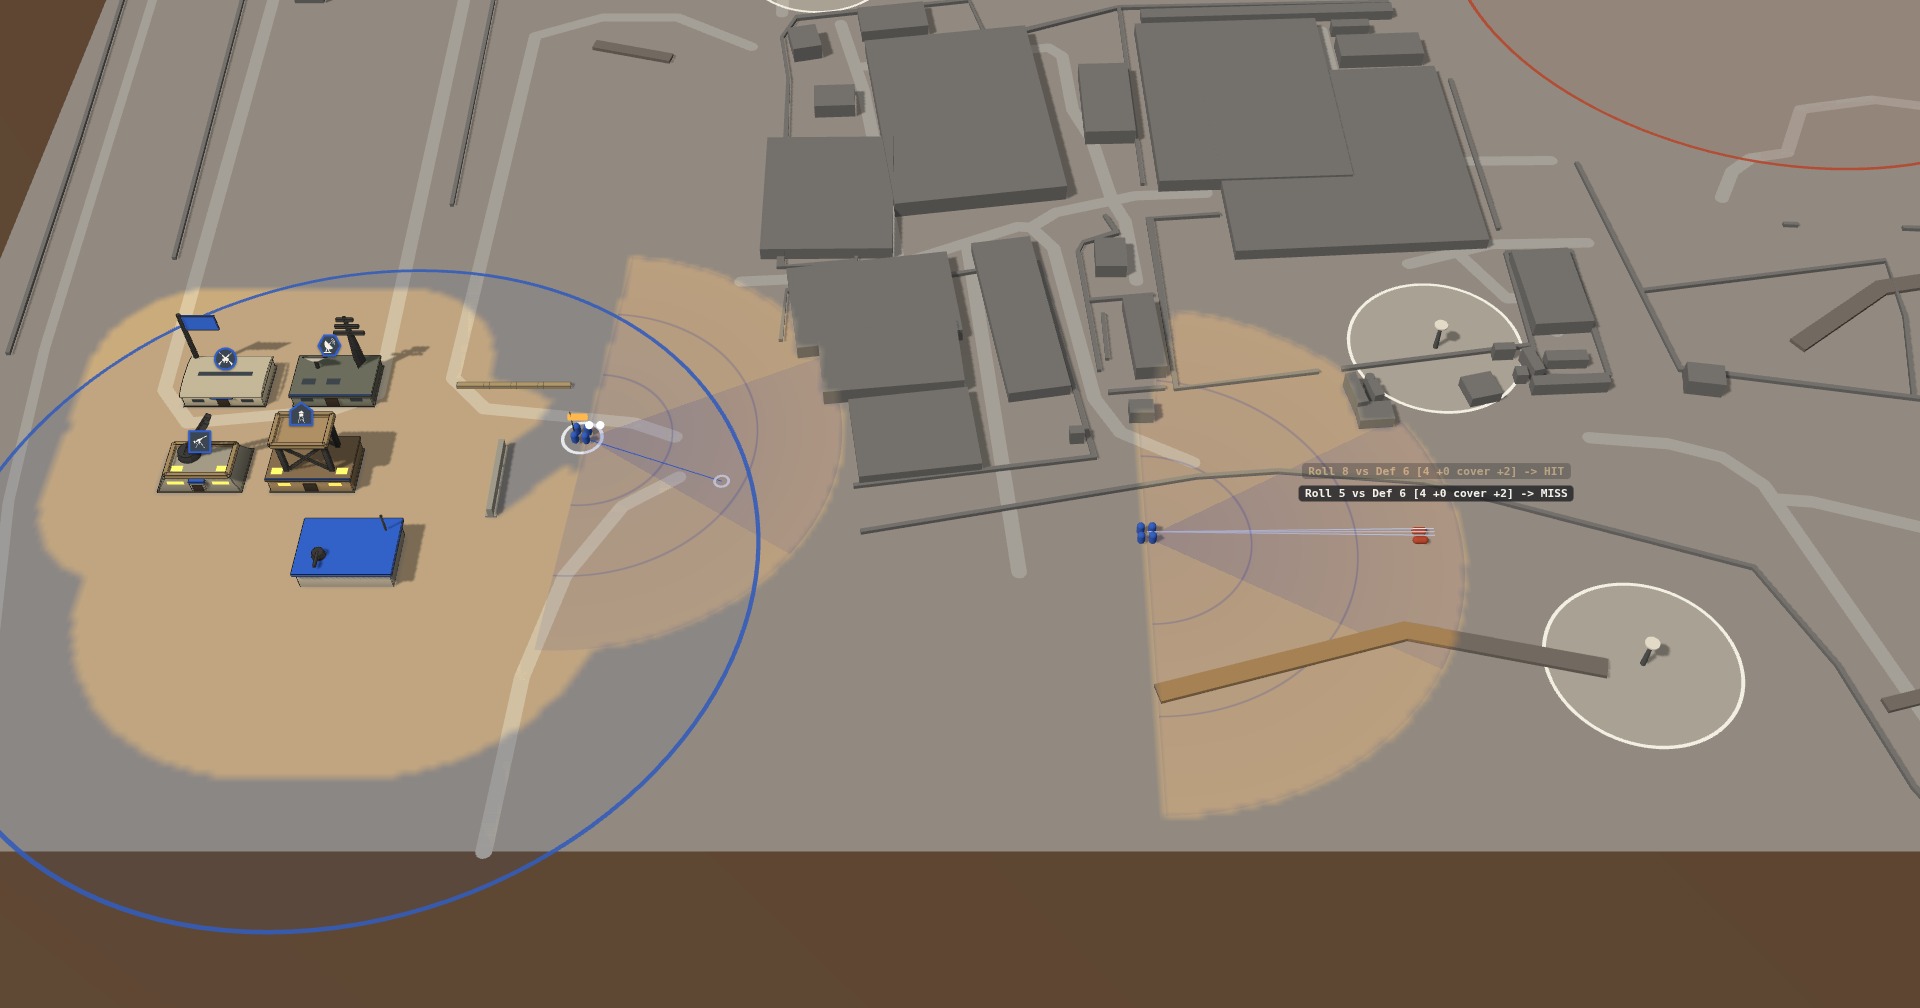 Roll 8 vs Def 6 [4 +0 cover +2] -> HIT
Roll 5 vs Def 6 [4 +0 cover +2] -> MISS